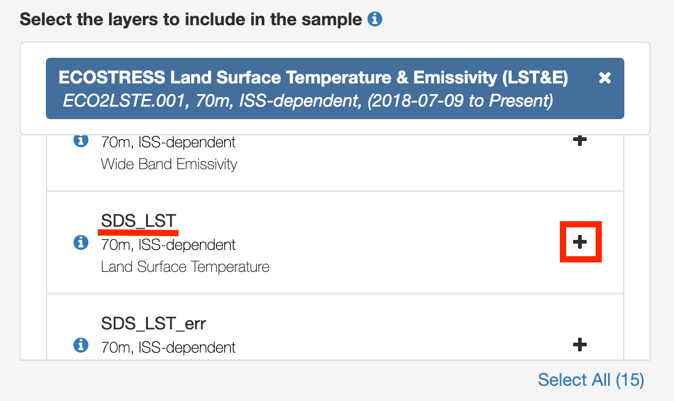 Select the layers to include in the sample
ECOSTRESS Land Surface Temperature & Emissivity (LST&E)
ECO2LSTE.001, 70m, ISS-dependent, (2018-07-09 to Present)
70m, ISS-dependent
Wide Band Emissivity
SDS_LST
70m, ISS-dependent
Land Surface Temperature
SDS_LST_err
70m, ISS-dependent
Select All (15)